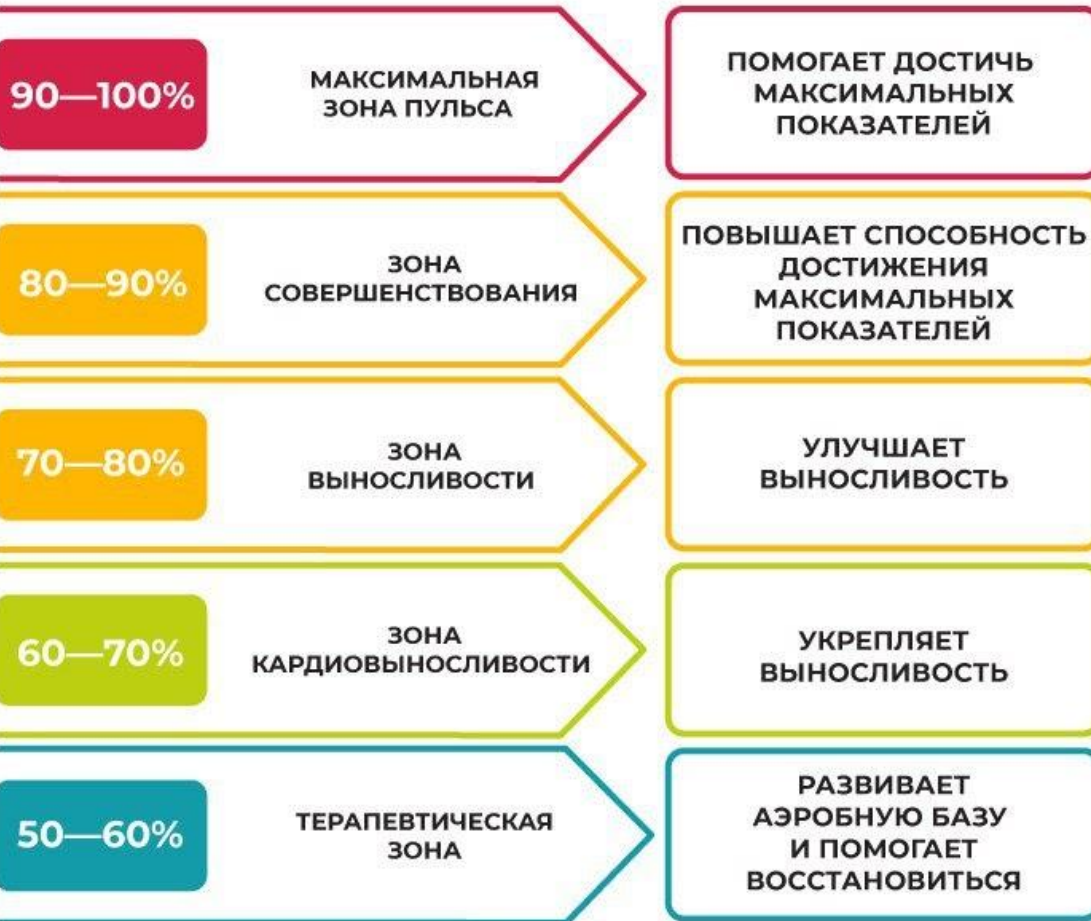 90—100%
МАКСИМАЛЬНАЯ
ЗОНА ПУЛЬСА
ПОМОГАЕТ ДОСТИЧЬ
МАКСИМАЛЬНЫХ
ПОКАЗАТЕЛЕЙ
80—90%
ЗОНА
СОВЕРШЕНСТВОВАНИЯ
ПОВЫШАЕТ СПОСОБНОСТЬ
ДОСТИЖЕНИЯ
МАКСИМАЛЬНЫХ
ПОКАЗАТЕЛЕЙ
70—80%
ЗОНА
ВЫНОСЛИВОСТИ
УЛУЧШАЕТ
ВЫНОСЛИВОСТЬ
60—70%
ЗОНА
КАРДИОВЫНОСЛИВОСТИ
УКРЕПЛЯЕТ
ВЫНОСЛИВОСТЬ
50—60%
ТЕРАПЕВТИЧЕСКАЯ
ЗОНА
РАЗВИВАЕТ
АЭРОБНУЮ БАЗУ
И ПОМОГАЕТ
ВОССТАНОВИТЬСЯ